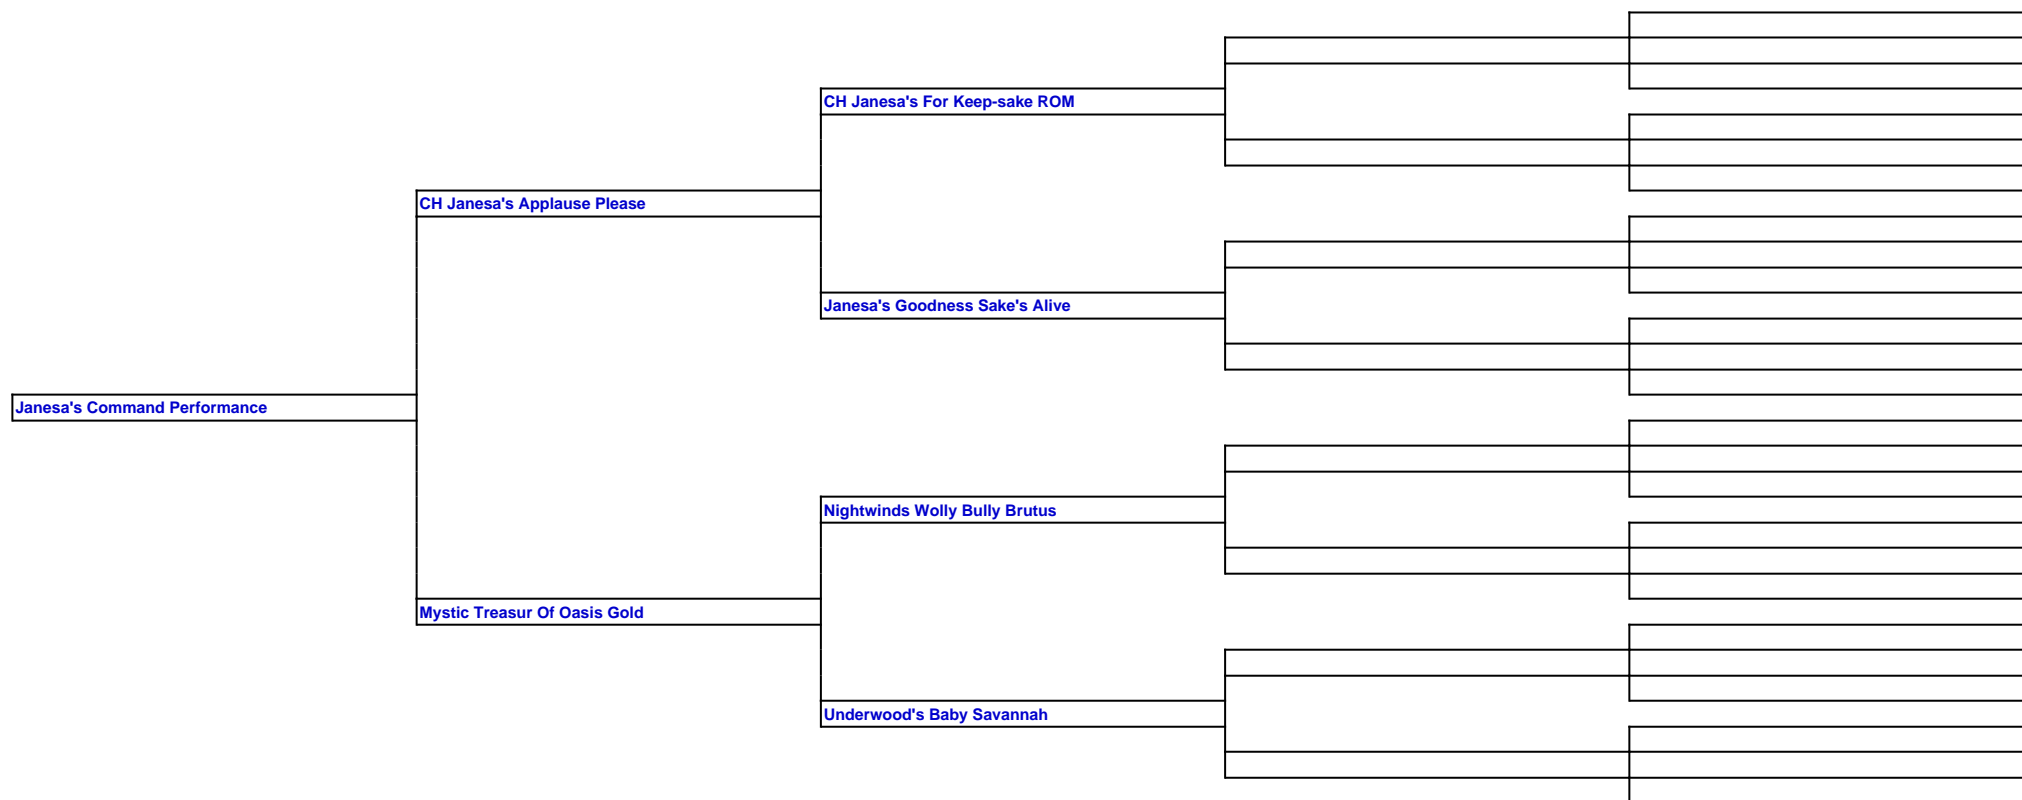 CH Janesa's For Keep-sake ROM
CH Janesa's Applause Please
Janesa's Goodness Sake's Alive
Janesa's Command Performance
Nightwinds Wolly Bully Brutus
Mystic Treasur Of Oasis Gold
Underwood's Baby Savannah